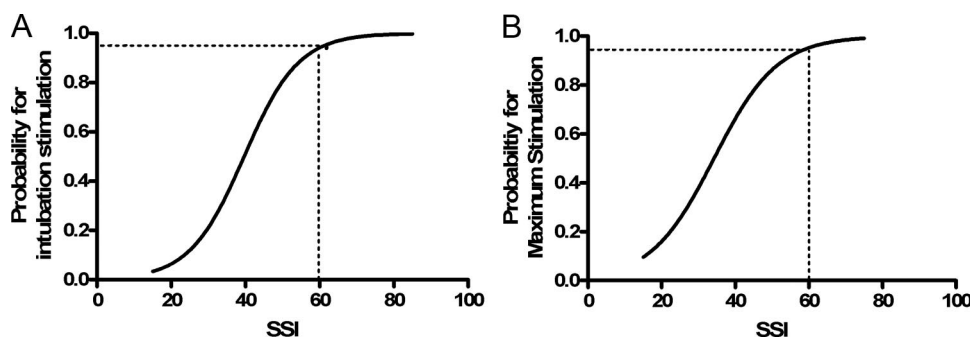 A
Probability for
intubation stimulation
1.0
0.8
0.6
0.4
0.2
0.0
0 20 40 60 80 100
SSI
B
Probabiltiy for
Maximum Stimulation
1.0
0.8
0.6
0.4
0.2
0.0
0 20 40 60 80 100
SSI